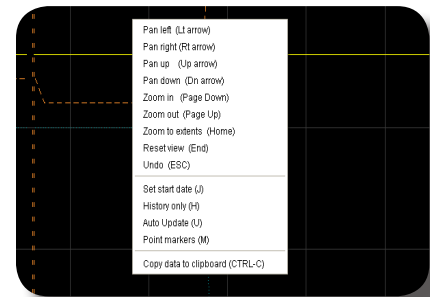 Pan left (Lt arrow)
Pan right (Rt arrow)
Pan up (Up arrow)
Pan down (Dn arrow)
Zoom in (Page Down)
Zoom out (Page Up)
Zoom to extents (Home)
Reset view (End)
Undo (ESC)
Set start date (J)
History only (H)
Auto Update (U)
Point markers (M)
Copy data to clipboard (CTRL-C)